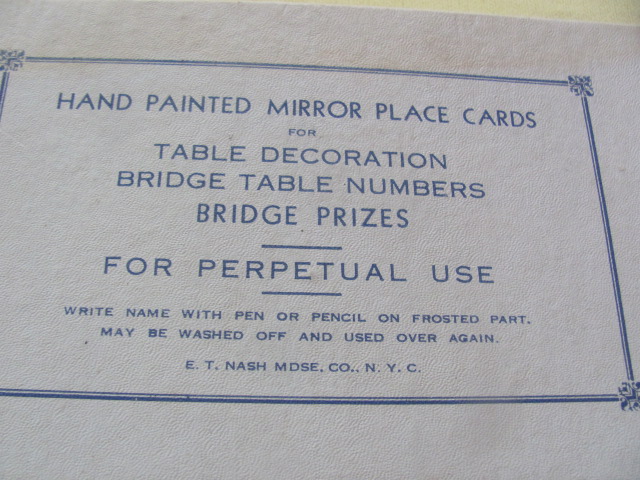 HAND PAINTED MIRROR PLACE CARDS
FOR
TABLE DECORATION
BRIDGE TABLE NUMBERS
BRIDGE PRIZES
FOR PERPETUAL USE
WRITE NAME WITH PEN OR PENCIL ON FROSTED PART.
MAY BE WASHED OFF AND USED OVER AGAIN.
E. T. NASH MDSE. CO., N. Y. C.